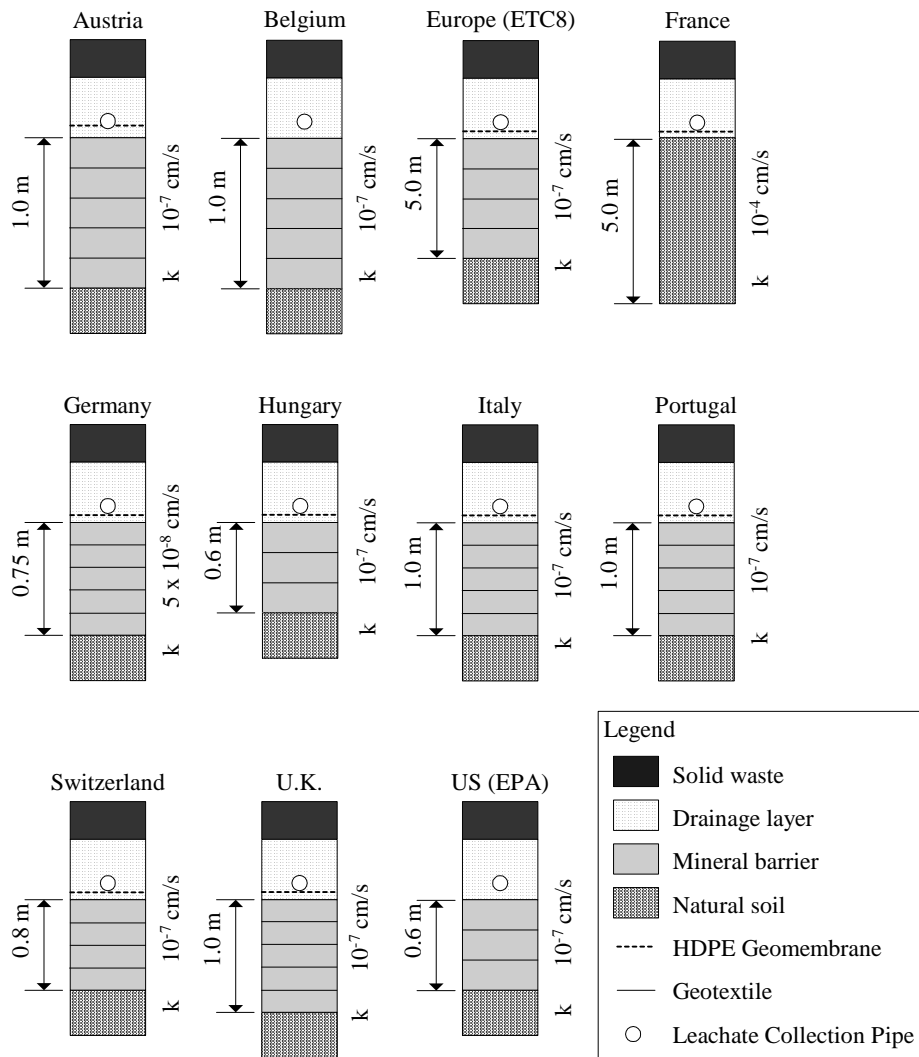 Austria
Belgium
Europe (ETC8)
France
1.0 m
k 10⁻⁷ cm/s
1.0 m
k 10⁻⁷ cm/s
5.0 m
k 10⁻⁷ cm/s
5.0 m
k 10⁻⁴ cm/s
Germany
Hungary
Italy
Portugal
0.75 m
k 5 x 10⁻⁸ cm/s
0.6 m
k 10⁻⁷ cm/s
1.0 m
k 10⁻⁷ cm/s
1.0 m
k 10⁻⁷ cm/s
Switzerland
U.K.
US (EPA)
0.8 m
k 10⁻⁷ cm/s
1.0 m
k 10⁻⁷ cm/s
0.6 m
k 10⁻⁷ cm/s
Legend
Solid waste
Drainage layer
Mineral barrier
Natural soil
HDPE Geomembrane
Geotextile
Leachate Collection Pipe